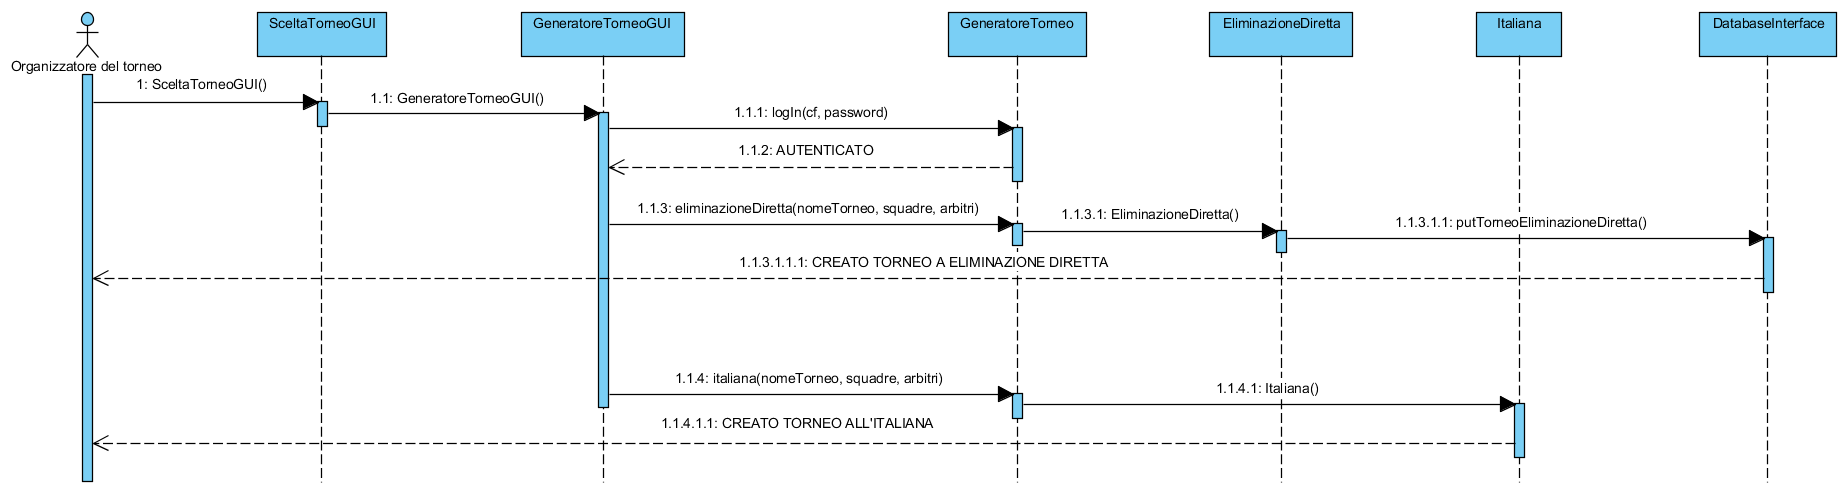 SceltaTorneoGUI
GeneratoreTorneoGUI
GeneratoreTorneo
EliminazioneDiretta
Italiana
DatabaseInterface
Organizzatore del torneo
1: SceltaTorneoGUI()
1.1: GeneratoreTorneoGUI()
1.1.1: logIn(cf, password)
1.1.2: AUTENTICATO
1.1.3: eliminazioneDiretta(nomeTorneo, squadre, arbitri)
1.1.3.1: EliminazioneDiretta()
1.1.3.1.1: putTorneoEliminazioneDiretta()
1.1.3.1.1.1: CREATO TORNEO A ELIMINAZIONE DIRETTA
1.1.4: italiana(nomeTorneo, squadre, arbitri)
1.1.4.1: Italiana()
1.1.4.1.1: CREATO TORNEO ALL'ITALIANA